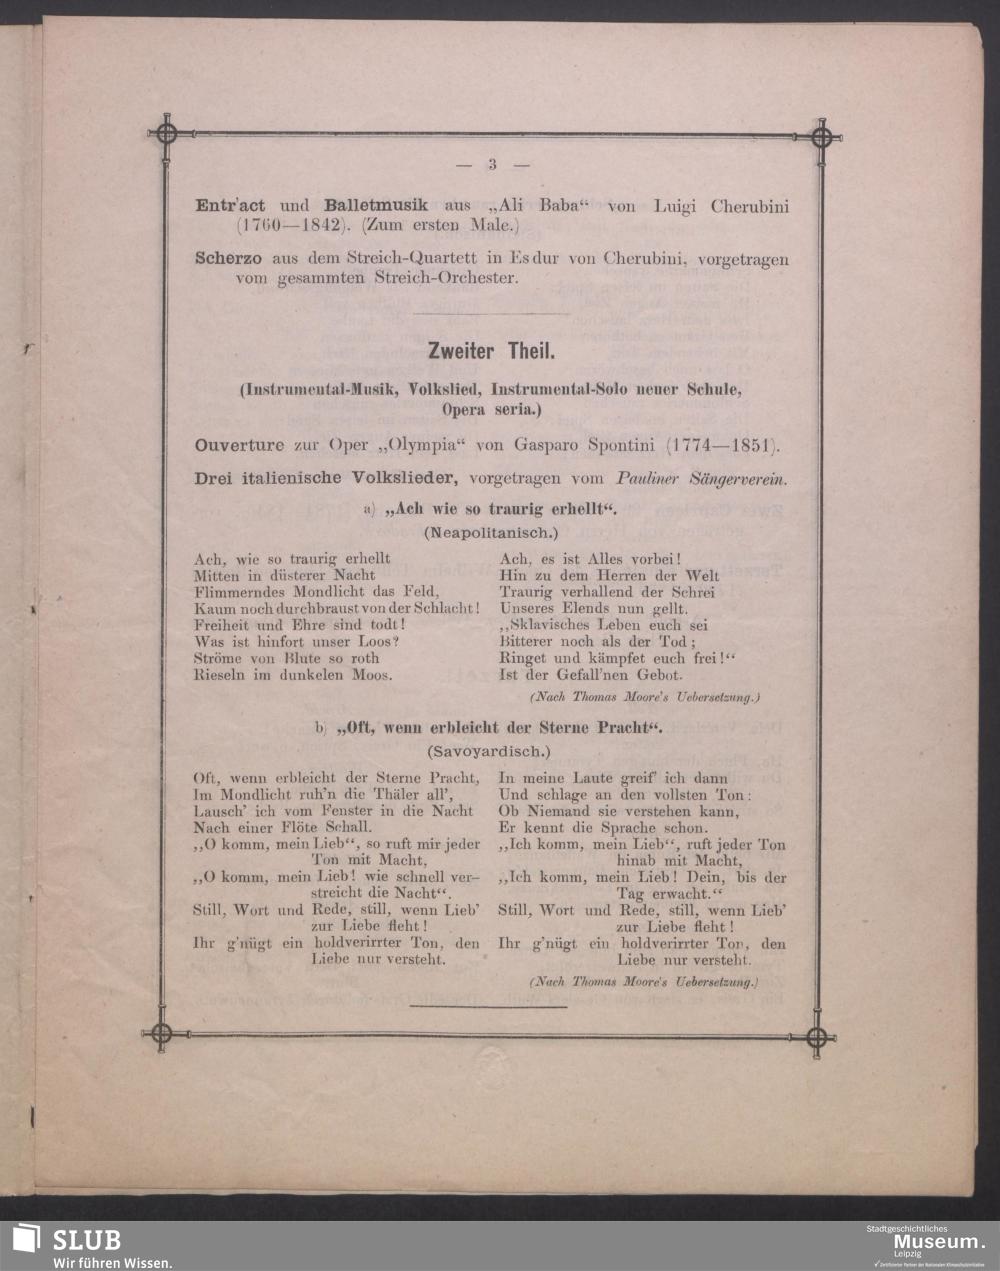 — 3 —
Entr'act und Balletmusik aus „Ali Baba“ von Luigi Cherubini
(1760—1842). (Zum ersten Male.)
Scherzo aus dem Streich-Quartett in Es dur von Cherubini, vorgetragen
vom gesammten Streich-Orchester.
Zweiter Theil.
(Instrumental-Musik, Volkslied, Instrumental-Solo neuer Schule,
Opera seria.)
Ouverture zur Oper „Olympia“ von Gasparo Spontini (1774—1851).
Drei italienische Volkslieder, vorgetragen vom Pauliner Sängerverein.
a) „Ach wie so traurig erhellt“.
(Neapolitanisch.)
Ach, wie so traurig erhellt
Mitten in düsterer Nacht
Flimmerndes Mondlicht das Feld,
Kaum noch durchbraust von der Schlacht!
Freiheit und Ehre sind todt!
Was ist hinfort unser Loos?
Ströme von Blute so roth
Rieseln im dunkelen Moos.
Ach, es ist Alles vorbei!
Hin zu dem Herren der Welt
Traurig verhallend der Schrei
Unseres Elends nun gellt.
„Sklavisches Leben euch sei
Bitterer noch als der Tod;
Ringet und kämpfet euch frei!“
Ist der Gefall'nen Gebot.
(Nach Thomas Moore's Uebersetzung.)
b) „Oft, wenn erbleicht der Sterne Pracht“.
(Savoyardisch.)
Oft, wenn erbleicht der Sterne Pracht,
Im Mondlicht ruh'n die Thäler all',
Lausch' ich vom Fenster in die Nacht
Nach einer Flöte Schall.
„O komm, mein Lieb“, so ruft mir jeder
Ton mit Macht,
„O komm, mein Lieb! wie schnell ver-
streicht die Nacht“.
Still, Wort und Rede, still, wenn Lieb'
zur Liebe fleht!
Ihr g'nügt ein holdverirrter Ton, den
Liebe nur versteht.
In meine Laute greif' ich dann
Und schlage an den vollsten Ton:
Ob Niemand sie verstehen kann,
Er kennt die Sprache schon.
„Ich komm, mein Lieb“, ruft jeder Ton
hinab mit Macht,
„Ich komm, mein Lieb! Dein, bis der
Tag erwacht.“
Still, Wort und Rede, still, wenn Lieb'
zur Liebe fleht!
Ihr g'nügt ein holdverirrter Ton, den
Liebe nur versteht.
(Nach Thomas Moore's Uebersetzung.)
SLUB
Wir führen Wissen.
Stadtgeschichtliches
Museum.
Leipzig
Zertifizierter Partner der Nationalen Klimaschutzinitiative